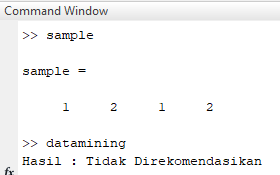 Command Window
>> sample
sample =
1 2 1 2
>> datamining
Hasil : Tidak Direkomendasikan
fx